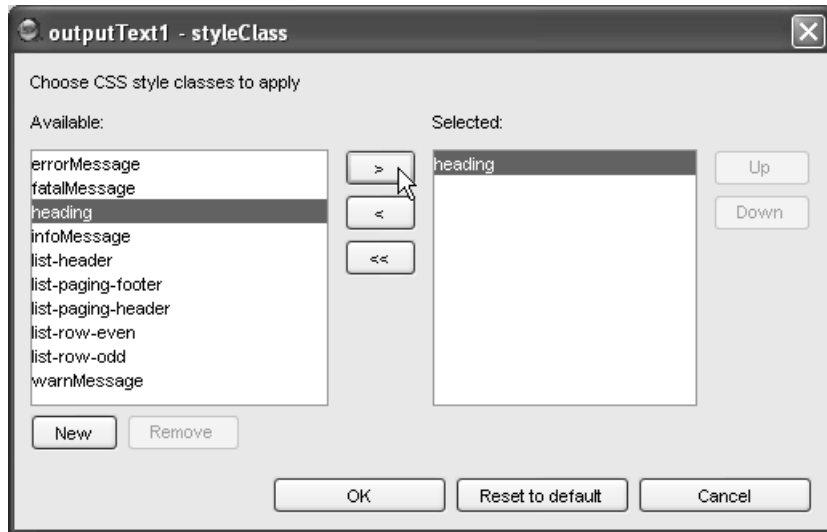 outputText1 - styleClass
Choose CSS style classes to apply
Available:
Selected:
errorMessage
fatalMessage
heading
infoMessage
list-header
list-paging-footer
list-paging-header
list-row-even
list-row-odd
warnMessage
>
<
<<
heading
Up
Down
New
Remove
OK
Reset to default
Cancel